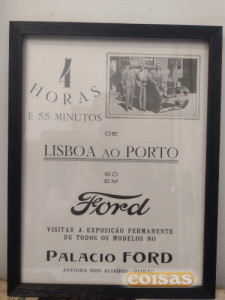 4
HORAS
E 55 MINUTOS
DE
LISBOA AO PORTO
SÓ
EM
Ford
VISITAR A EXPOSIÇÃO PERMANENTE
DE TODOS OS MODELOS NO
PALACIO FORD
AVENIDA DOS ALIADOS - PORTO
coisas